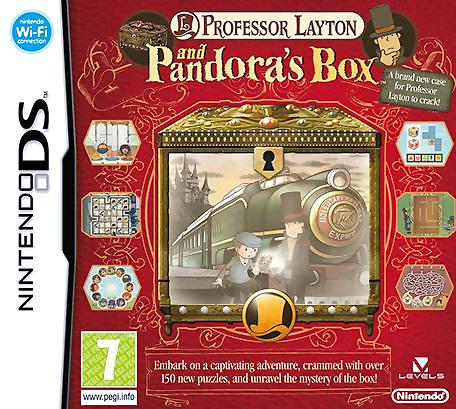 Nintendo
Wi-Fi
connection
NINTENDO DS
™
L
PROFESSOR LAYTON
and
Pandora's Box
™
A brand new case
for Professor
Layton to crack!
L
7
www.pegi.info
Embark on a captivating adventure, crammed with over
150 new puzzles, and unravel the mystery of the box!
LEVEL5
Nintendo